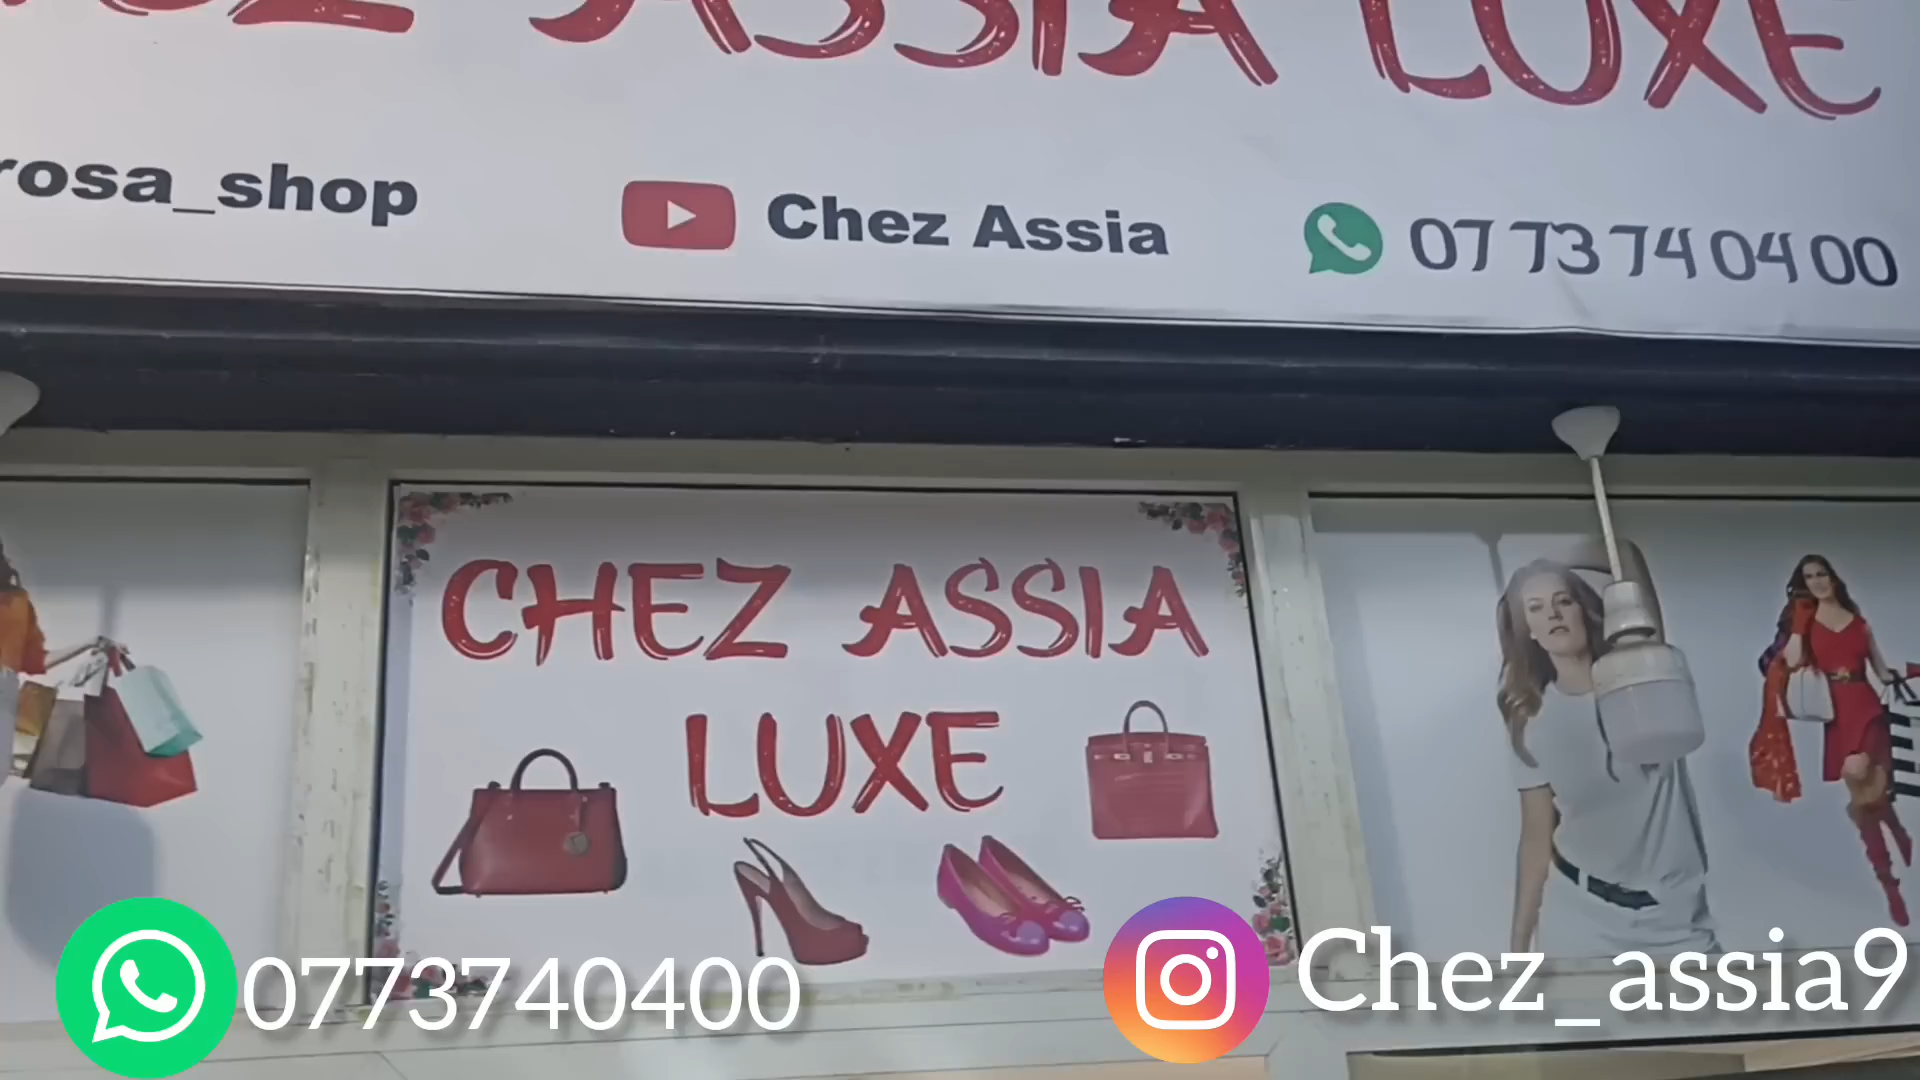 ASSIA LUXE
rosa_shop
Chez Assia
07 73 74 04 00
CHEZ ASSIA
LUXE
0773740400
Chez_assia9